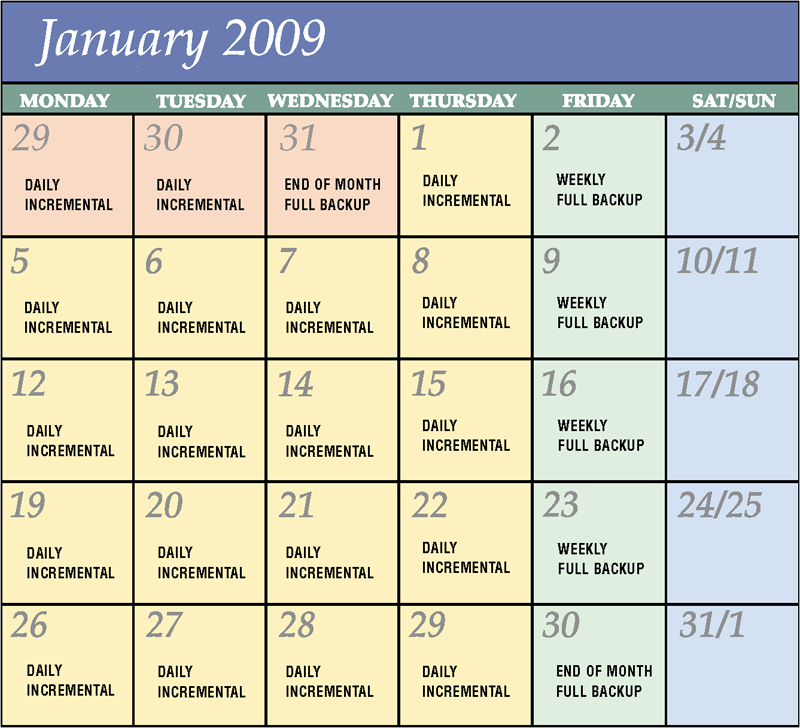 January 2009
MONDAY TUESDAY WEDNESDAY THURSDAY FRIDAY SAT/SUN
29 30 31 1 2 3/4
DAILY DAILY END OF MONTH DAILY WEEKLY
INCREMENTAL INCREMENTAL FULL BACKUP INCREMENTAL FULL BACKUP
5 6 7 8 9 10/11
DAILY DAILY DAILY DAILY WEEKLY
INCREMENTAL INCREMENTAL INCREMENTAL INCREMENTAL FULL BACKUP
12 13 14 15 16 17/18
DAILY DAILY DAILY DAILY WEEKLY
INCREMENTAL INCREMENTAL INCREMENTAL INCREMENTAL FULL BACKUP
19 20 21 22 23 24/25
DAILY DAILY DAILY DAILY WEEKLY
INCREMENTAL INCREMENTAL INCREMENTAL INCREMENTAL FULL BACKUP
26 27 28 29 30 31/1
DAILY DAILY DAILY DAILY END OF MONTH
INCREMENTAL INCREMENTAL INCREMENTAL INCREMENTAL FULL BACKUP